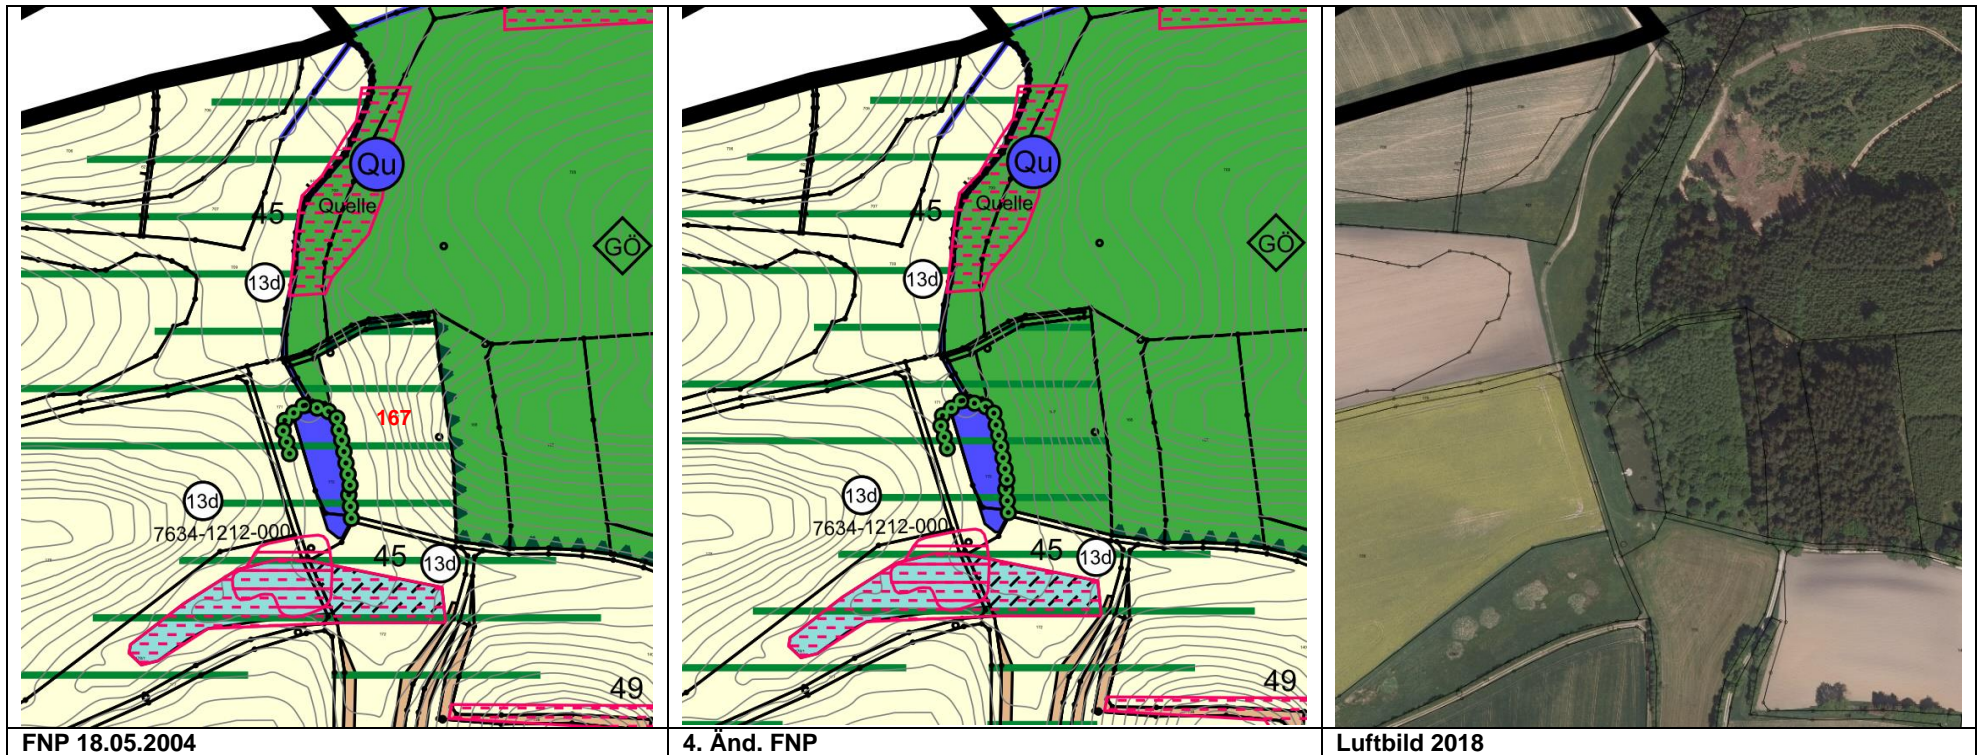 Qu
45
Quelle
GÖ
13d
167
13d
7634-1212-000
45
13d
49
Qu
45
Quelle
GÖ
13d
13d
7634-1212-000
45
13d
49
FNP 18.05.2004
4. Änd. FNP
Luftbild 2018